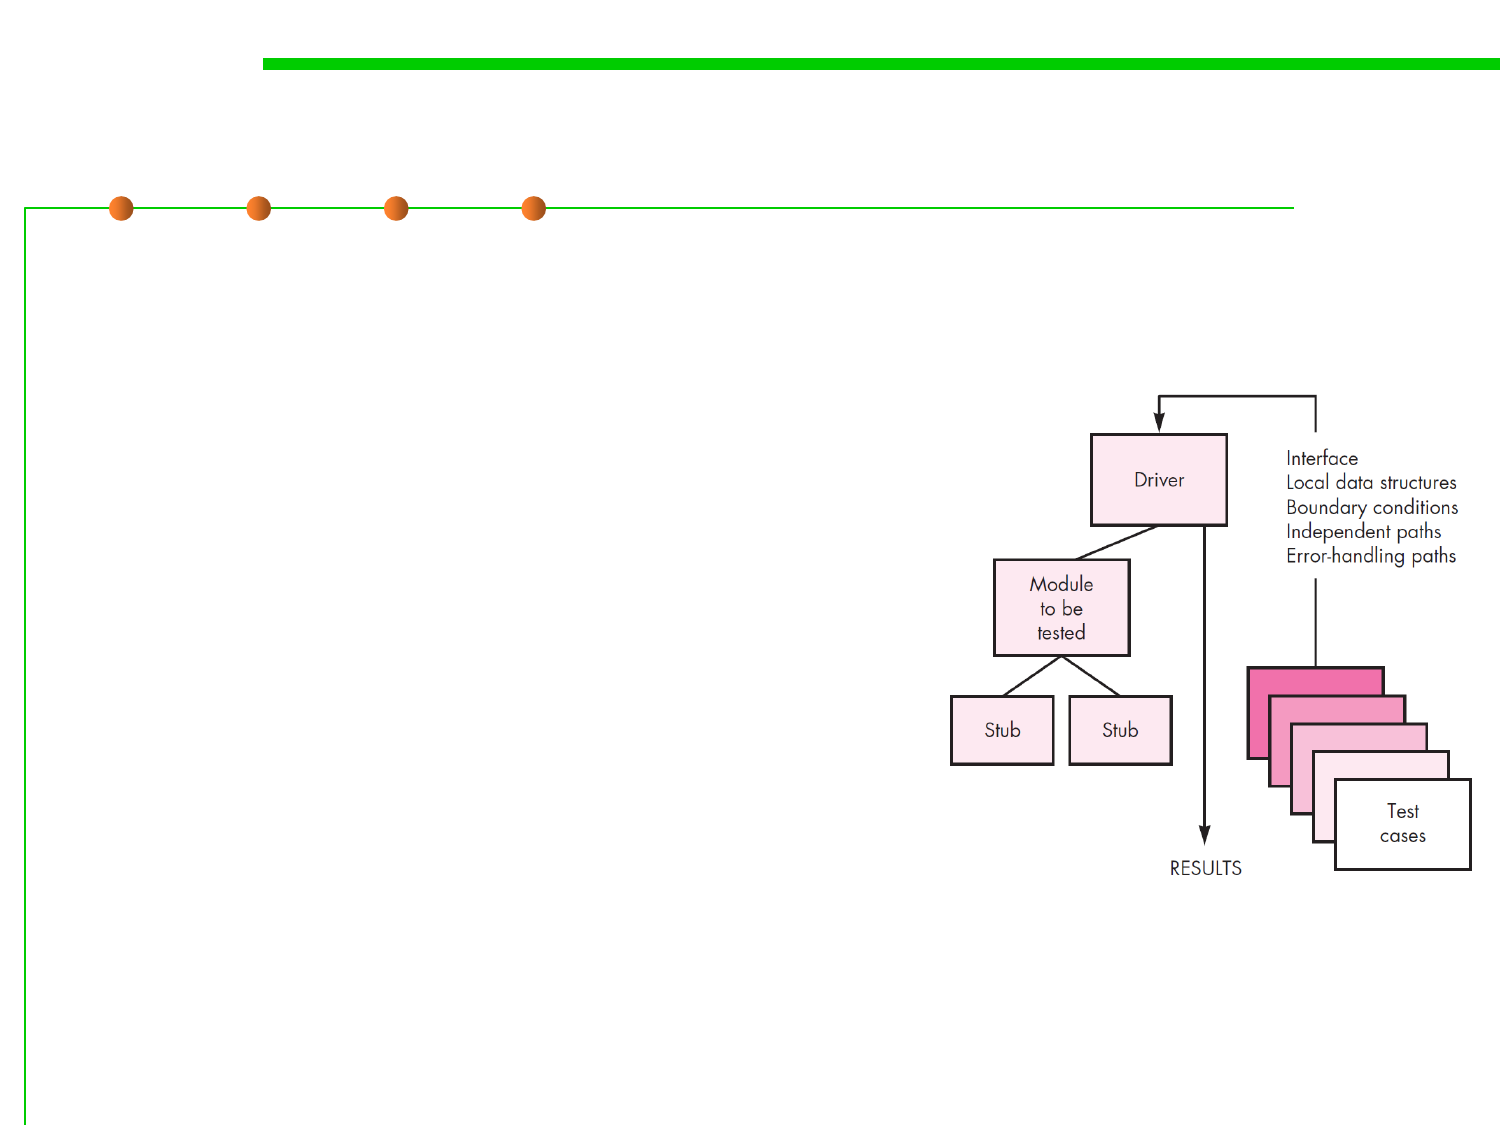 Driver
Interface
Local data structures
Boundary conditions
Independent paths
Error-handling paths
Module
to be
tested
Stub
Stub
Test
cases
RESULTS